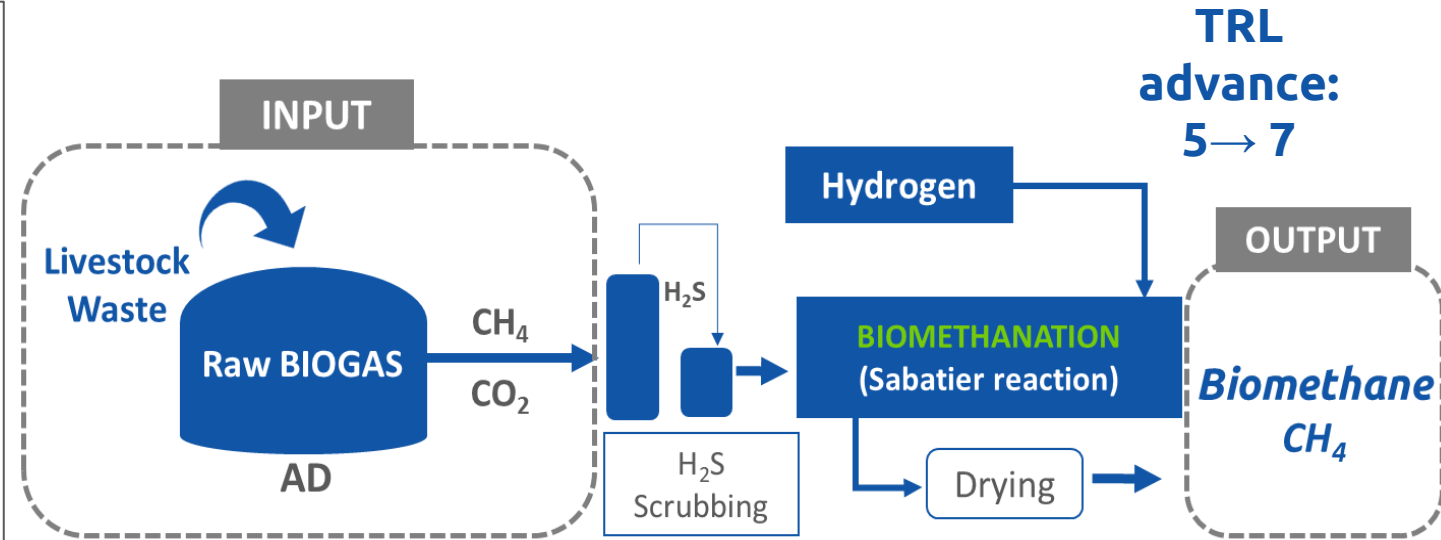 TRL
advance:
5→ 7
INPUT
Livestock
Waste
Raw BIOGAS
AD
CH₄
CO₂
H₂S
H₂S
Scrubbing
Hydrogen
BIOMETHANATION
(Sabatier reaction)
Drying
OUTPUT
Biomethane
CH₄